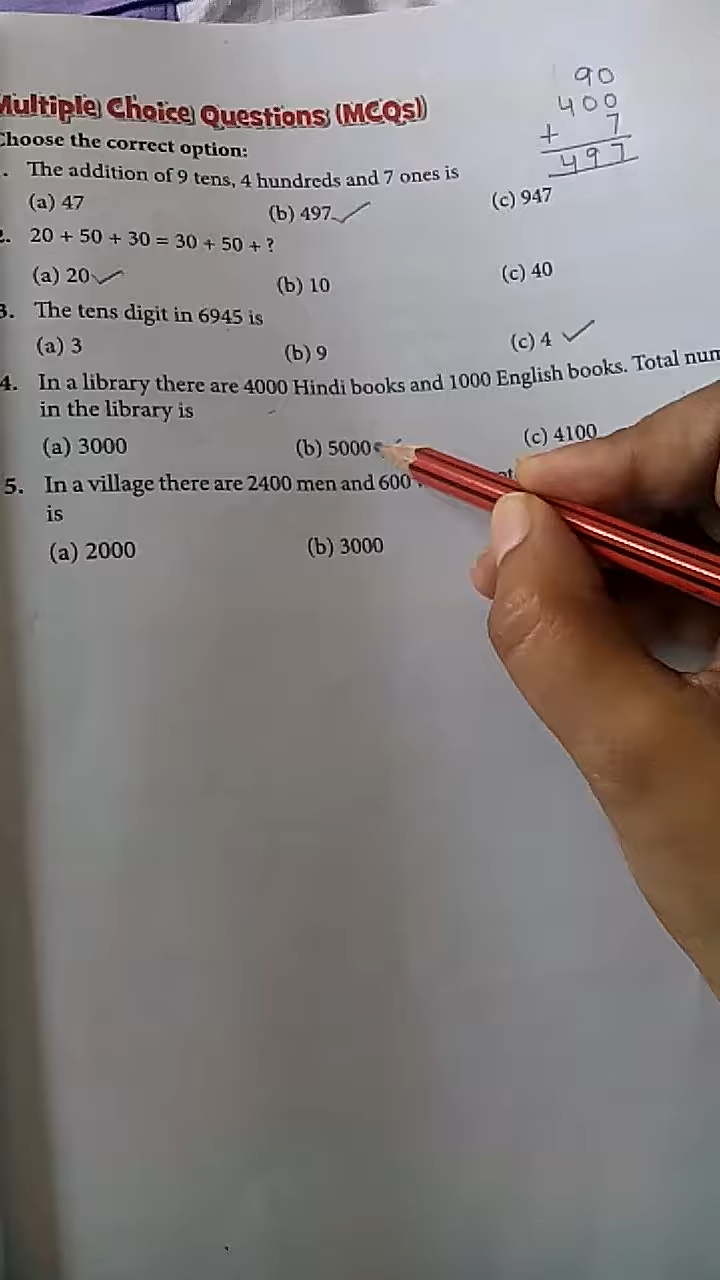 90
400
+ 7
497
Multiple Choice Questions (MCQs)
Choose the correct option:
. The addition of 9 tens, 4 hundreds and 7 ones is
(a) 47 (b) 497 (c) 947
2. 20 + 50 + 30 = 30 + 50 + ?
(a) 20 (b) 10 (c) 40
3. The tens digit in 6945 is
(a) 3 (b) 9 (c) 4
4. In a library there are 4000 Hindi books and 1000 English books. Total num
in the library is
(a) 3000 (b) 5000 (c) 4100
5. In a village there are 2400 men and 600
is
(a) 2000 (b) 3000